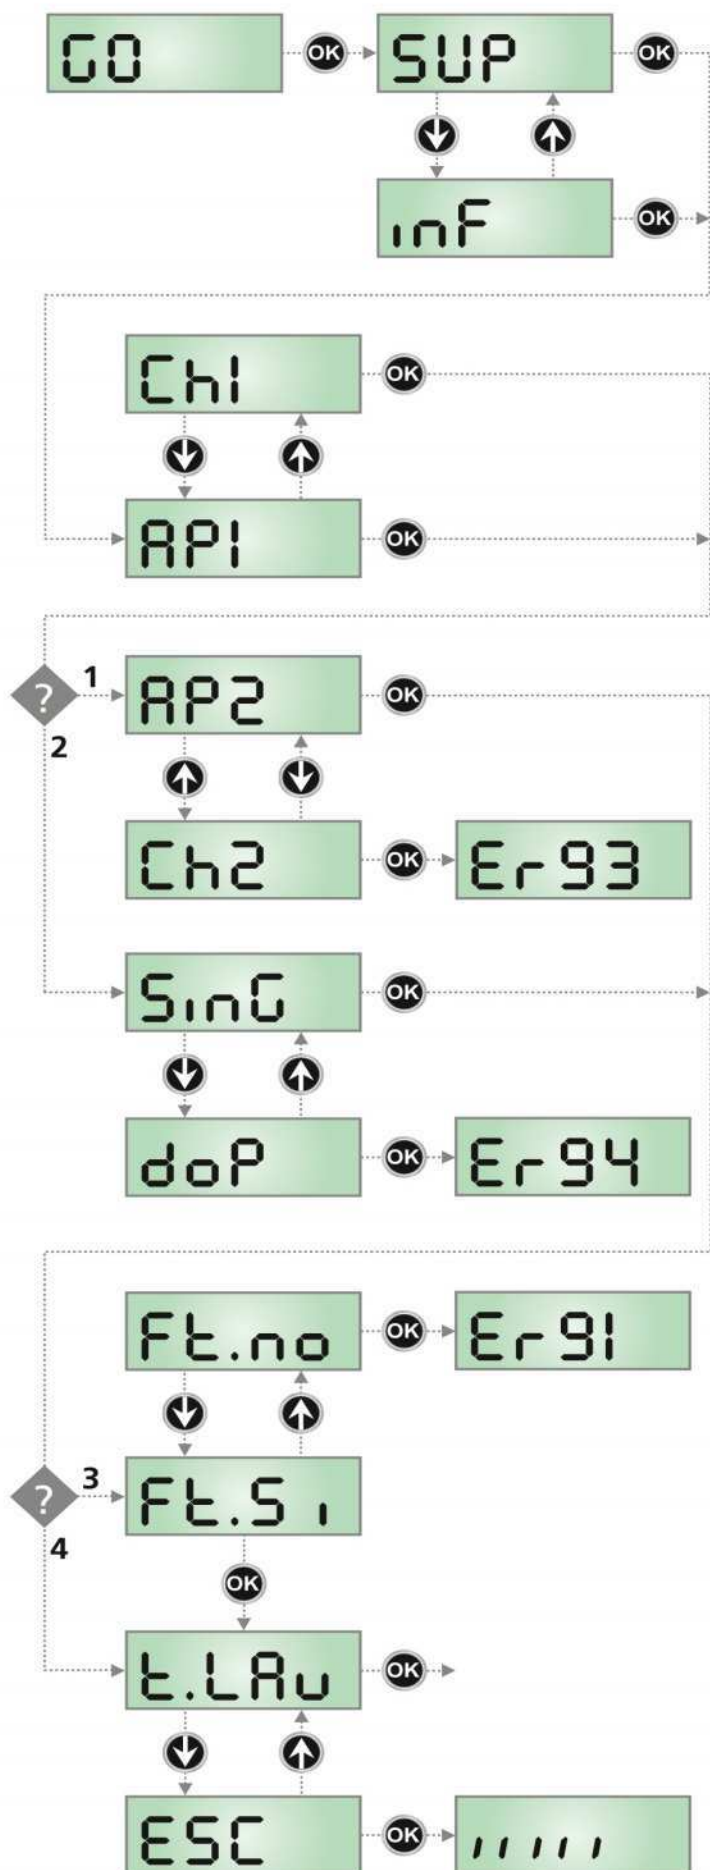 GO OK SUP OK
inF OK
Ch1 OK
AP1 OK
? 1 AP2 OK
2
Ch2 OK Er93
SinG OK
doP OK Er94
Ft.no OK Er91
? 3 Ft.Si
4
OK
t.LAv OK
ESC OK